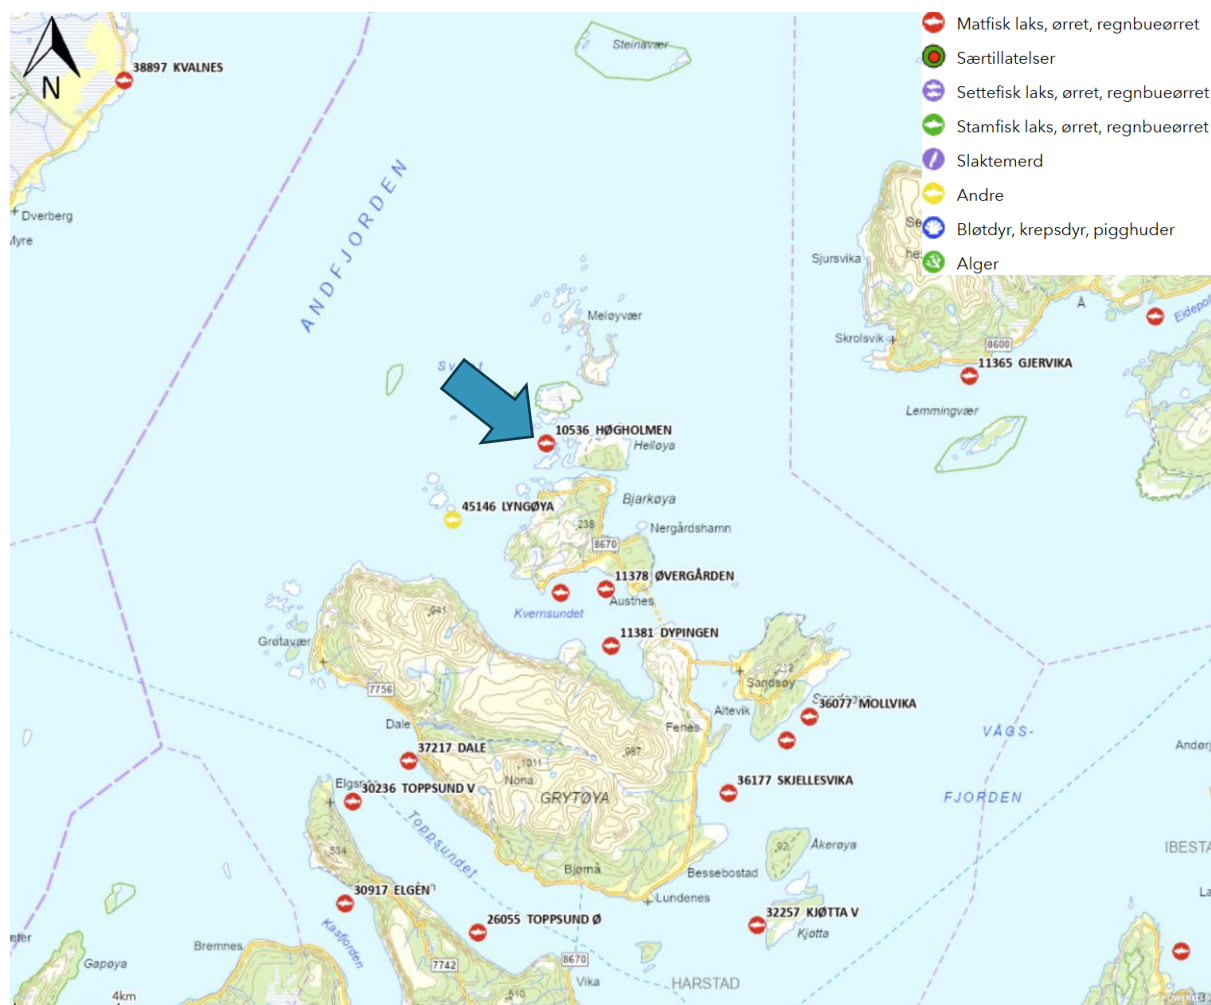 Matfisk laks, ørret, regnbueørret
Særtillatelser
Settefisk laks, ørret, regnbueørret
Stamfisk laks, ørret, regnbueørret
Slaktemerd
Andre
Bløtdyr, krepsdyr, pigghuder
Alger
N
38897 KVALNES
Steinavær
Dverberg
Myre
ANDFJORDEN
Sjursvika
Meløyvær
Å
Skrolsvik
8600
11365 GJERVIKA
Lemmingvær
10536 HØGHOLMEN
Helløya
45146 LYNGØYA
Bjarkøya
238
Nergårdshamn
8670
11378 ØVERGÅRDEN
Austnes
Kvernsundet
941
11381 DYPINGEN
Grøtavær
212
Sandsøy
7756
36077 MOLLVIKA
Altevik
Dale
Fenes
VÅGS-
37217 DALE
987
1011
Nona
36177 SKJELLESVIKA
30236 TOPPSUND V
GRYTØYA
FJORDEN
Toppsundet
534
92
Åkerøya
Bjørnå
Bessebostad
30917 ELGEN
Lundenes
32257 KJØTTA V
26055 TOPPSUND Ø
Kjøtta
Kasfjorden
Bremnes
Gapøya
7742
8670
Vika
HARSTAD
4km
510